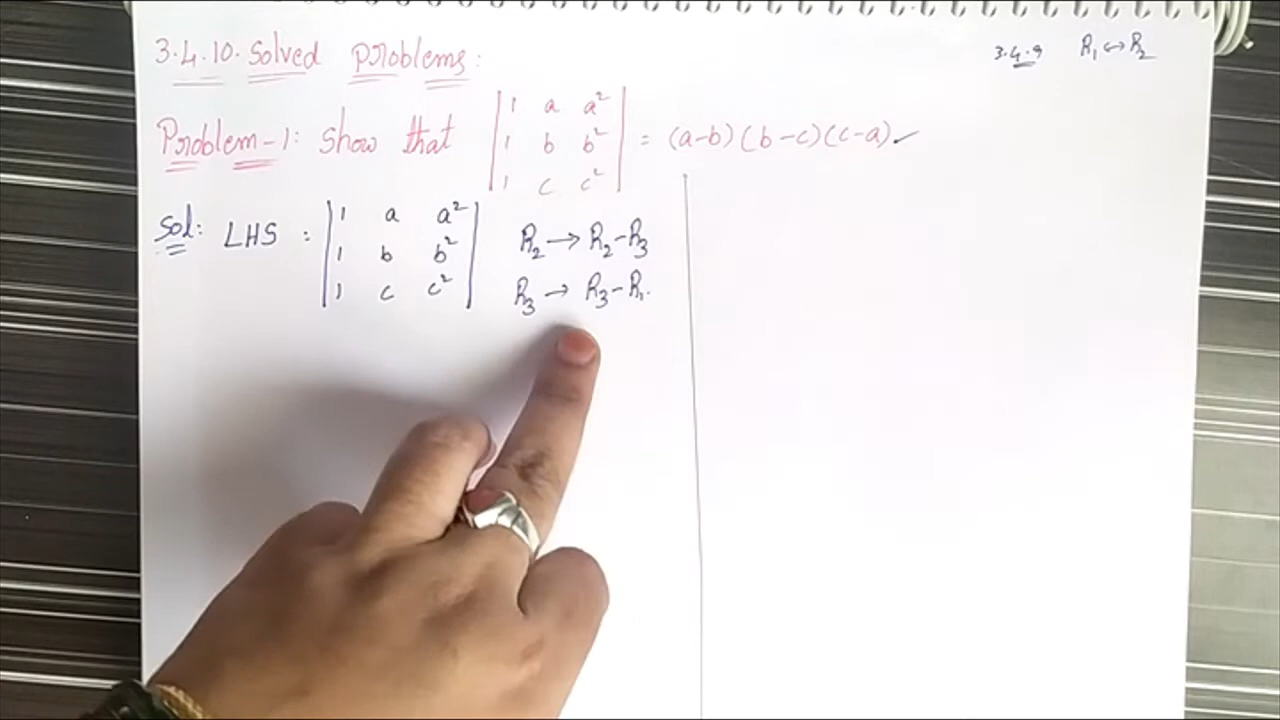 3.4.10. Solved Problems:
3.4.9 R₁↔R₂
Problem-1: Show that | 1 a a² | = (a-b)(b-c)(c-a).
| 1 b b² |
| 1 c c² |
Sol: LHS = | 1 a a² | R₂→R₂-R₃
| 1 b b² |
| 1 c c² | R₃→R₃-R₁.